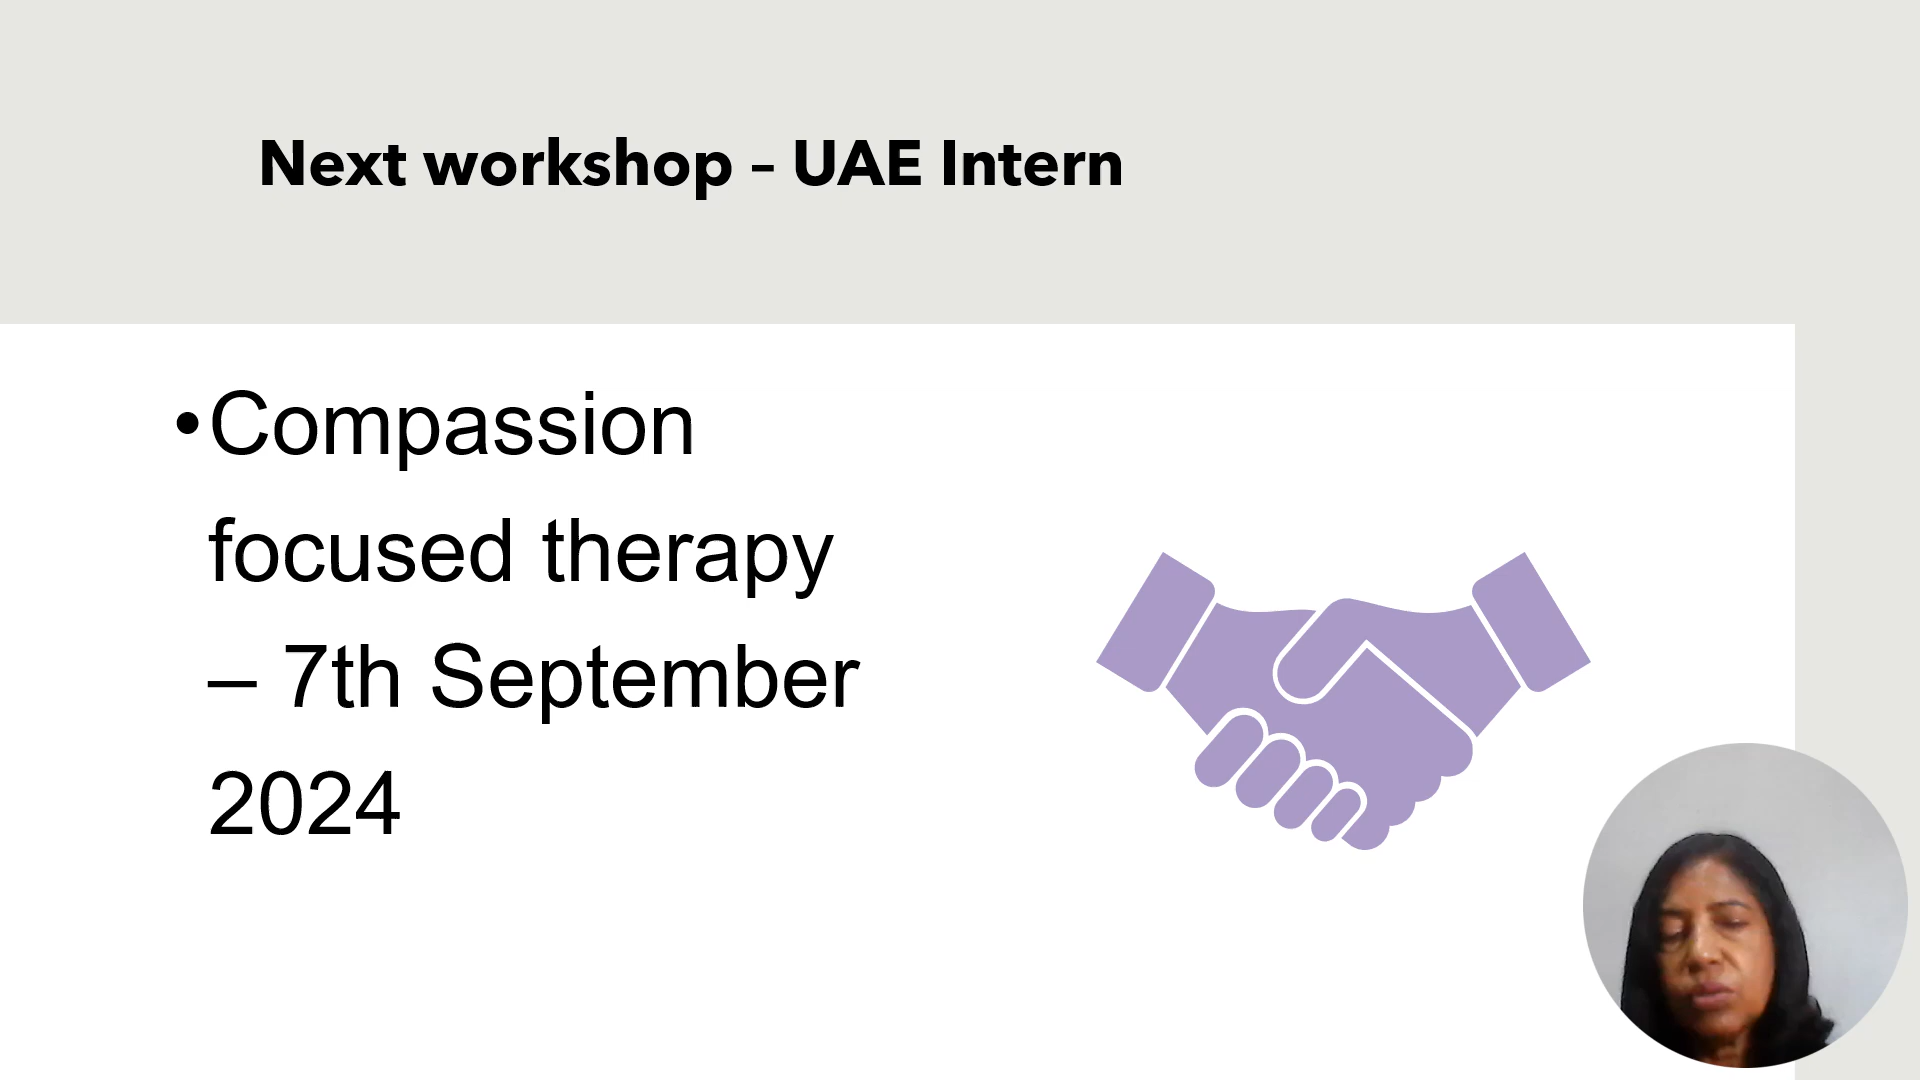 Next workshop – UAE Intern
•Compassion
focused therapy
– 7th September
2024